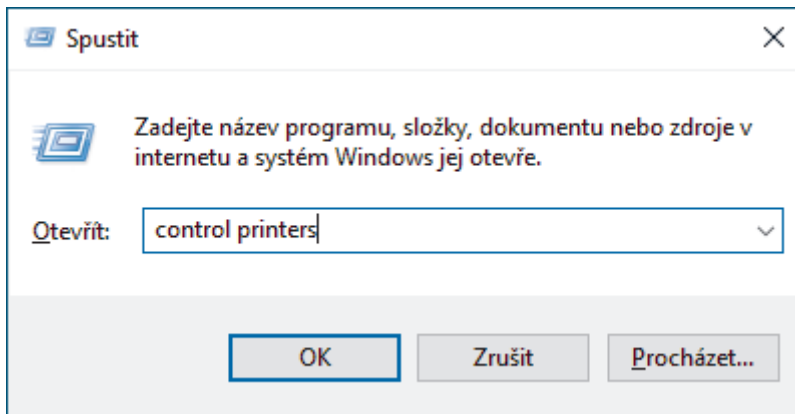 Spustit
Zadejte název programu, složky, dokumentu nebo zdroje v
internetu a systém Windows jej otevře.
Otevřít: control printers
OK Zrušit Procházet...